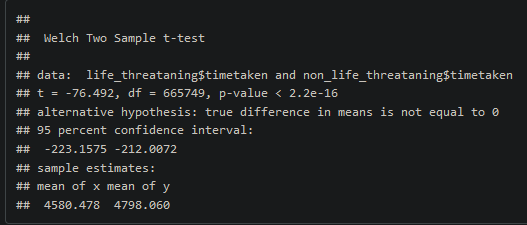 ##
##  Welch Two Sample t-test
##
## data:  life_threataning$timetaken and non_life_threataning$timetaken
## t = -76.492, df = 665749, p-value < 2.2e-16
## alternative hypothesis: true difference in means is not equal to 0
## 95 percent confidence interval:
##  -223.1575 -212.0072
## sample estimates:
## mean of x mean of y
##  4580.478  4798.060